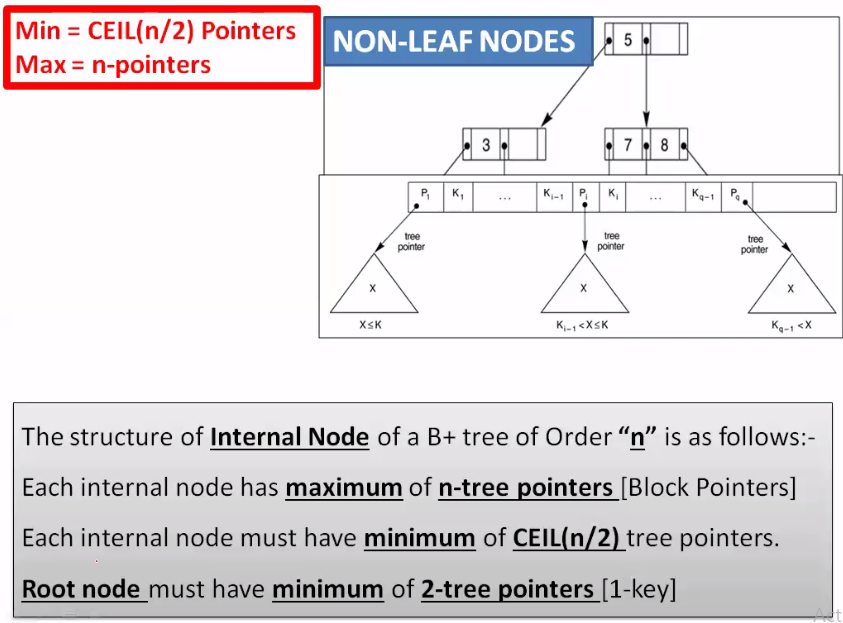 Min = CEIL(n/2) Pointers
Max = n-pointers
NON-LEAF NODES
5
3
7 8
P1 K1 ... Ki-1 Pi Ki ... Kq-1 Pq
tree pointer
tree pointer
tree pointer
X
X
X
X≤K
Ki-1<X≤K
Kq-1<X
The structure of Internal Node of a B+ tree of Order “n” is as follows:-
Each internal node has maximum of n-tree pointers [Block Pointers]
Each internal node must have minimum of CEIL(n/2) tree pointers.
Root node must have minimum of 2-tree pointers [1-key]
Act